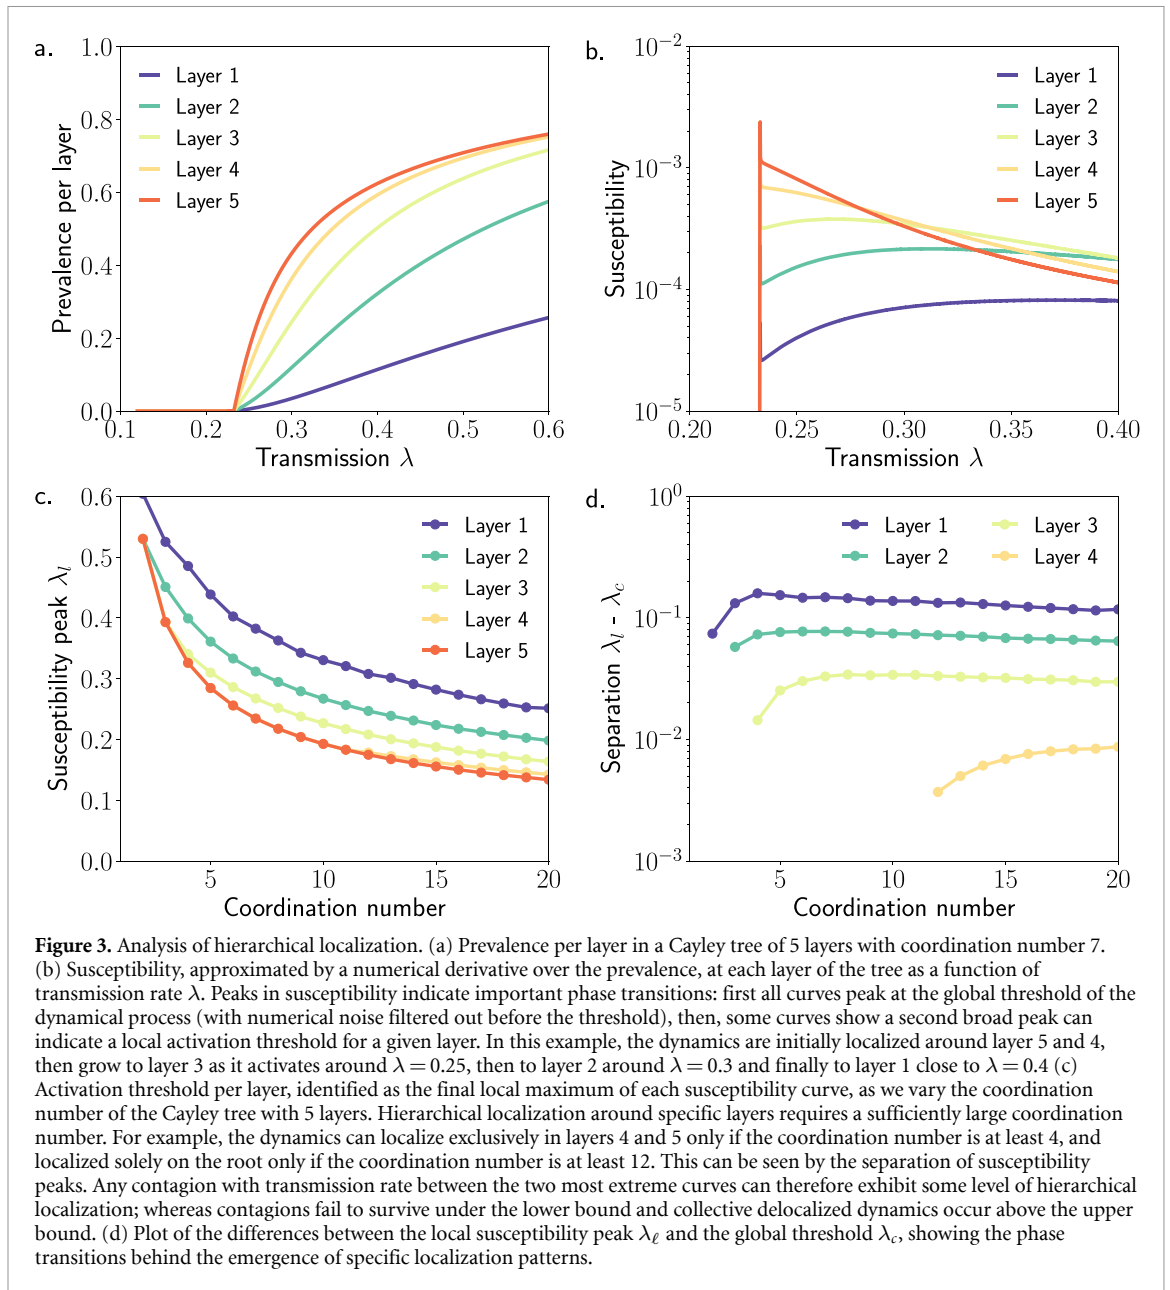 a.
1.0
0.8
0.6
0.4
0.2
0.0
Prevalence per layer
Layer 1
Layer 2
Layer 3
Layer 4
Layer 5
0.1 0.2 0.3 0.4 0.5 0.6
Transmission λ
b.
10⁻²
10⁻³
10⁻⁴
10⁻⁵
Susceptibility
Layer 1
Layer 2
Layer 3
Layer 4
Layer 5
0.20 0.25 0.30 0.35 0.40
Transmission λ
c.
0.6
0.5
0.4
0.3
0.2
0.1
0.0
Susceptibility peak λₗ
Layer 1
Layer 2
Layer 3
Layer 4
Layer 5
5 10 15 20
Coordination number
d.
10⁰
10⁻¹
10⁻²
10⁻³
Separation λₗ - λ_c
Layer 1 Layer 3
Layer 2 Layer 4
5 10 15 20
Coordination number
Figure 3. Analysis of hierarchical localization. (a) Prevalence per layer in a Cayley tree of 5 layers with coordination number 7.
(b) Susceptibility, approximated by a numerical derivative over the prevalence, at each layer of the tree as a function of
transmission rate λ. Peaks in susceptibility indicate important phase transitions: first all curves peak at the global threshold of the
dynamical process (with numerical noise filtered out before the threshold), then, some curves show a second broad peak can
indicate a local activation threshold for a given layer. In this example, the dynamics are initially localized around layer 5 and 4,
then grow to layer 3 as it activates around λ = 0.25, then to layer 2 around λ = 0.3 and finally to layer 1 close to λ = 0.4 (c)
Activation threshold per layer, identified as the final local maximum of each susceptibility curve, as we vary the coordination
number of the Cayley tree with 5 layers. Hierarchical localization around specific layers requires a sufficiently large coordination
number. For example, the dynamics can localize exclusively in layers 4 and 5 only if the coordination number is at least 4, and
localized solely on the root only if the coordination number is at least 12. This can be seen by the separation of susceptibility
peaks. Any contagion with transmission rate between the two most extreme curves can therefore exhibit some level of hierarchical
localization; whereas contagions fail to survive under the lower bound and collective delocalized dynamics occur above the upper
bound. (d) Plot of the differences between the local susceptibility peak λ_ℓ and the global threshold λ_c, showing the phase
transitions behind the emergence of specific localization patterns.